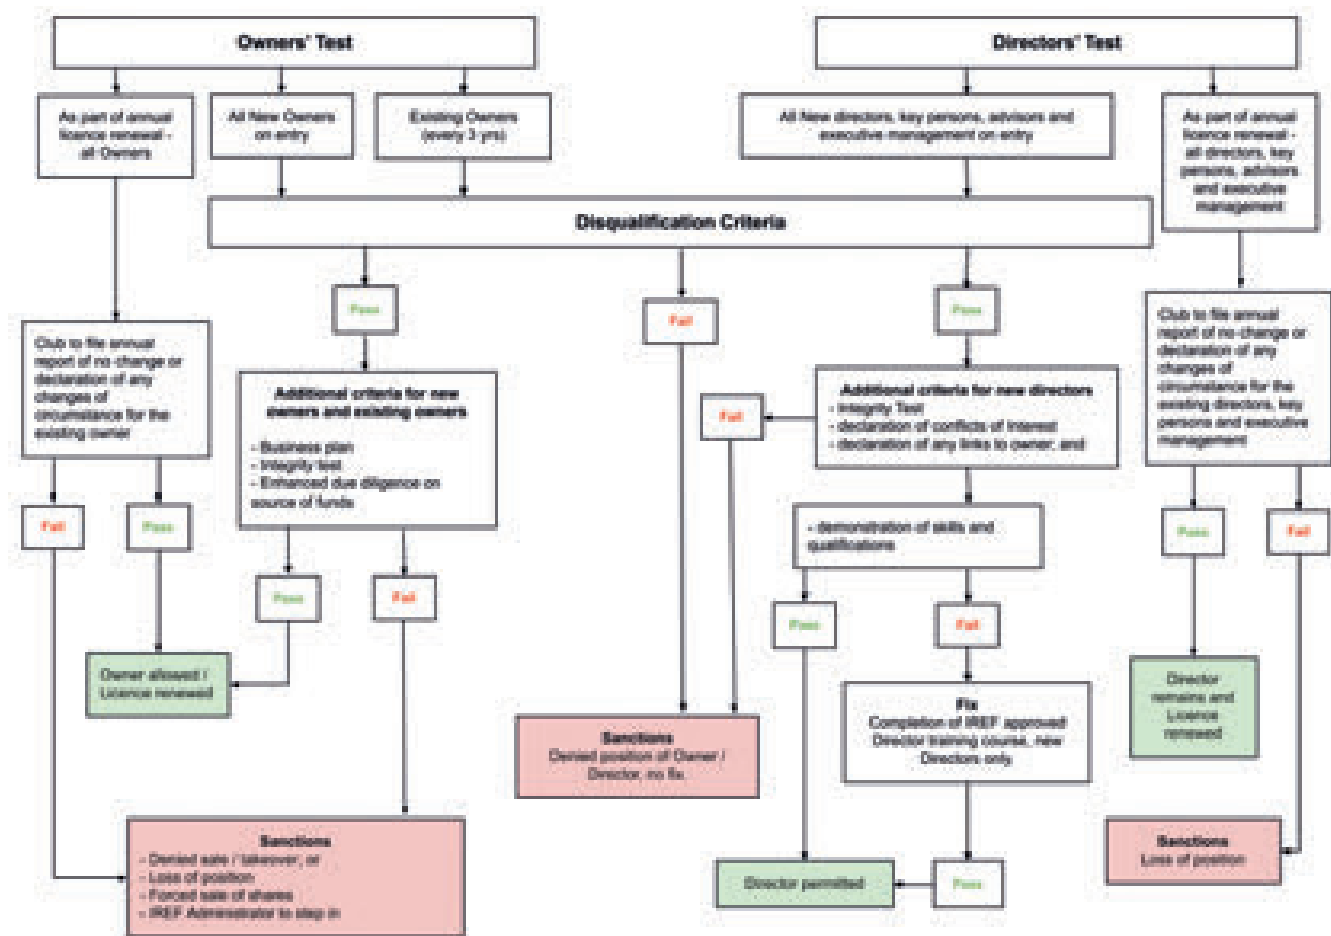 Owners' Test
Directors' Test
As part of annual
licence renewal -
all Owners
All New Owners
on entry
Existing Owners
(every 3 yrs)
All New directors, key persons, advisors and
executive management on entry
As part of annual
licence renewal -
all directors, key
persons, advisors
and executive
management
Disqualification Criteria
Pass
Fail
Pass
Club to file annual
report of no change or
declaration of any
changes of
circumstance for the
existing owner
Additional criteria for new
owners and existing owners
- Business plan
- Integrity test
- Enhanced due diligence on
source of funds
Fail
Additional criteria for new directors
- Integrity Test
- declaration of conflicts of Interest
- declaration of any links to owner; and
Club to file annual
report of no change or
declaration of any
changes of
circumstance for the
existing directors, key
persons and executive
management
Fail
Pass
- demonstration of skills and
qualifications
Pass
Fail
Pass
Fail
Pass
Fail
Owner allowed /
Licence renewed
Fix
Completion of IREF approved
Director training course, new
Directors only
Director
remains and
Licence
renewed
Sanctions
Denied position of Owner /
Director, no fix.
Sanctions
- Denied sale / takeover, or
- Loss of position
- Forced sale of shares
- IREF Administrator to step in
Director permitted
Pass
Sanctions
Loss of position